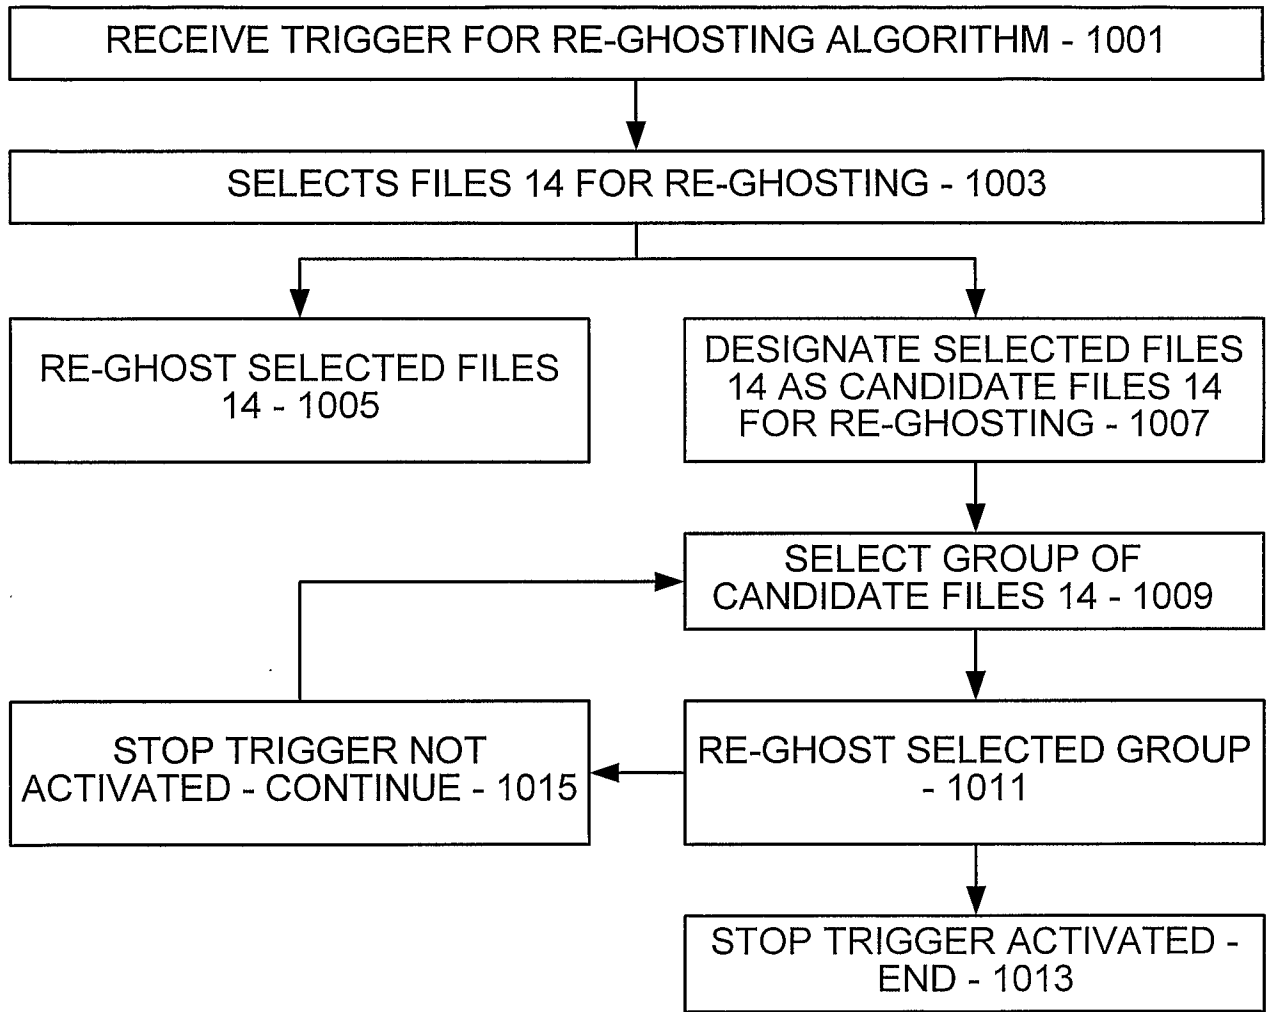 RECEIVE TRIGGER FOR RE-GHOSTING ALGORITHM - 1001
SELECTS FILES 14 FOR RE-GHOSTING - 1003
RE-GHOST SELECTED FILES
14 - 1005
DESIGNATE SELECTED FILES
14 AS CANDIDATE FILES 14
FOR RE-GHOSTING - 1007
SELECT GROUP OF
CANDIDATE FILES 14 - 1009
STOP TRIGGER NOT
ACTIVATED - CONTINUE - 1015
RE-GHOST SELECTED GROUP
- 1011
STOP TRIGGER ACTIVATED -
END - 1013